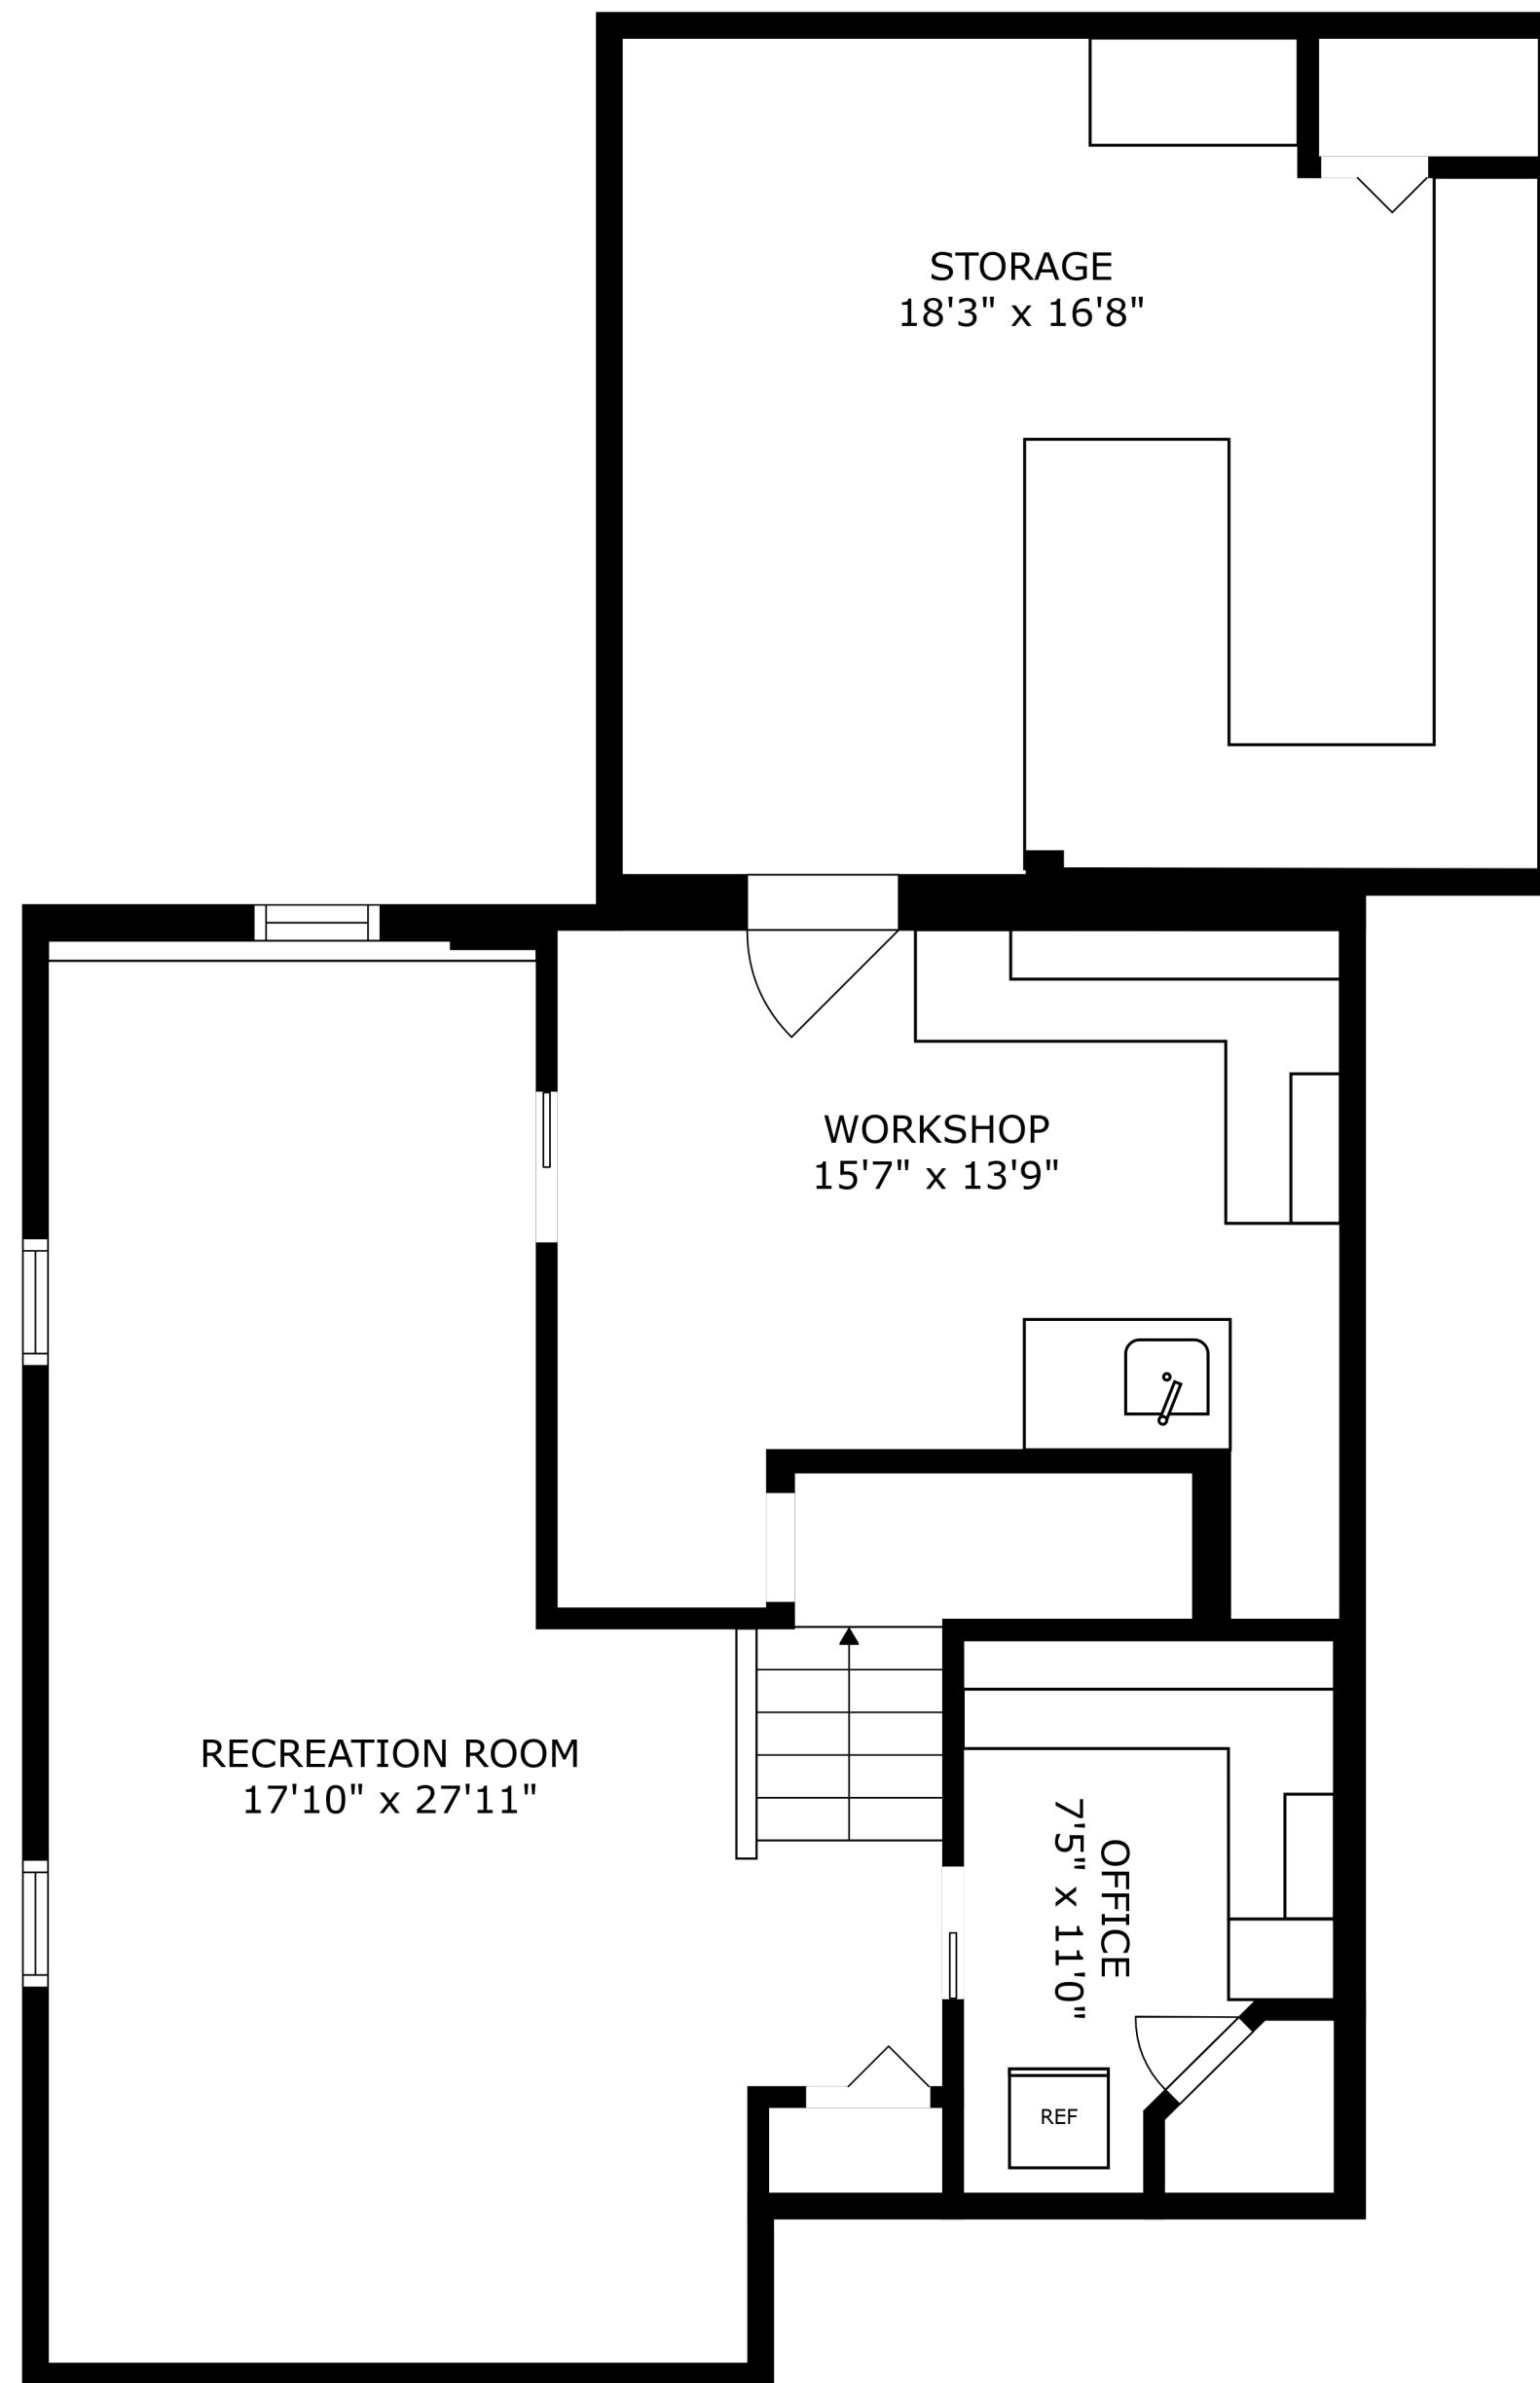 STORAGE
18'3" x 16'8"
WORKSHOP
15'7" x 13'9"
RECREATION ROOM
17'10" x 27'11"
OFFICE
7'5" x 11'0"
REF